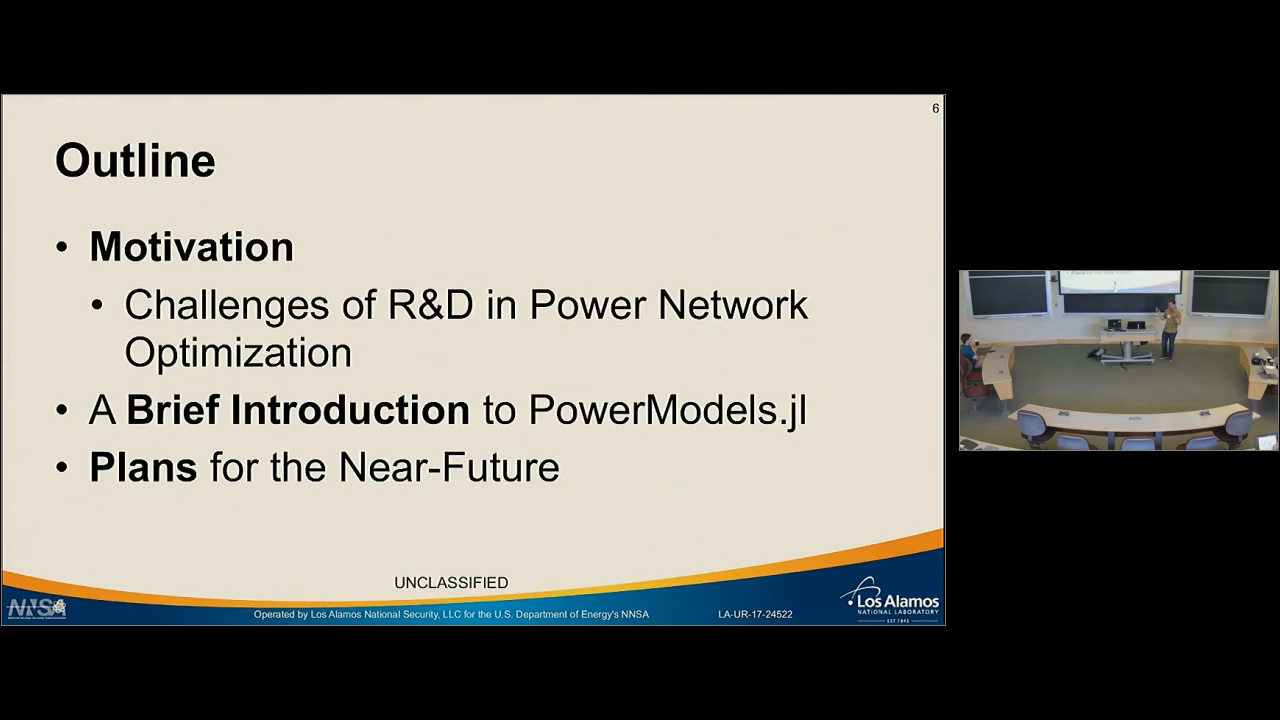 6
Outline
• Motivation
• Challenges of R&D in Power Network
Optimization
• A Brief Introduction to PowerModels.jl
• Plans for the Near-Future
UNCLASSIFIED
NNSA
Operated by Los Alamos National Security, LLC for the U.S. Department of Energy's NNSA
LA-UR-17-24522
Los Alamos
NATIONAL LABORATORY
EST.1943